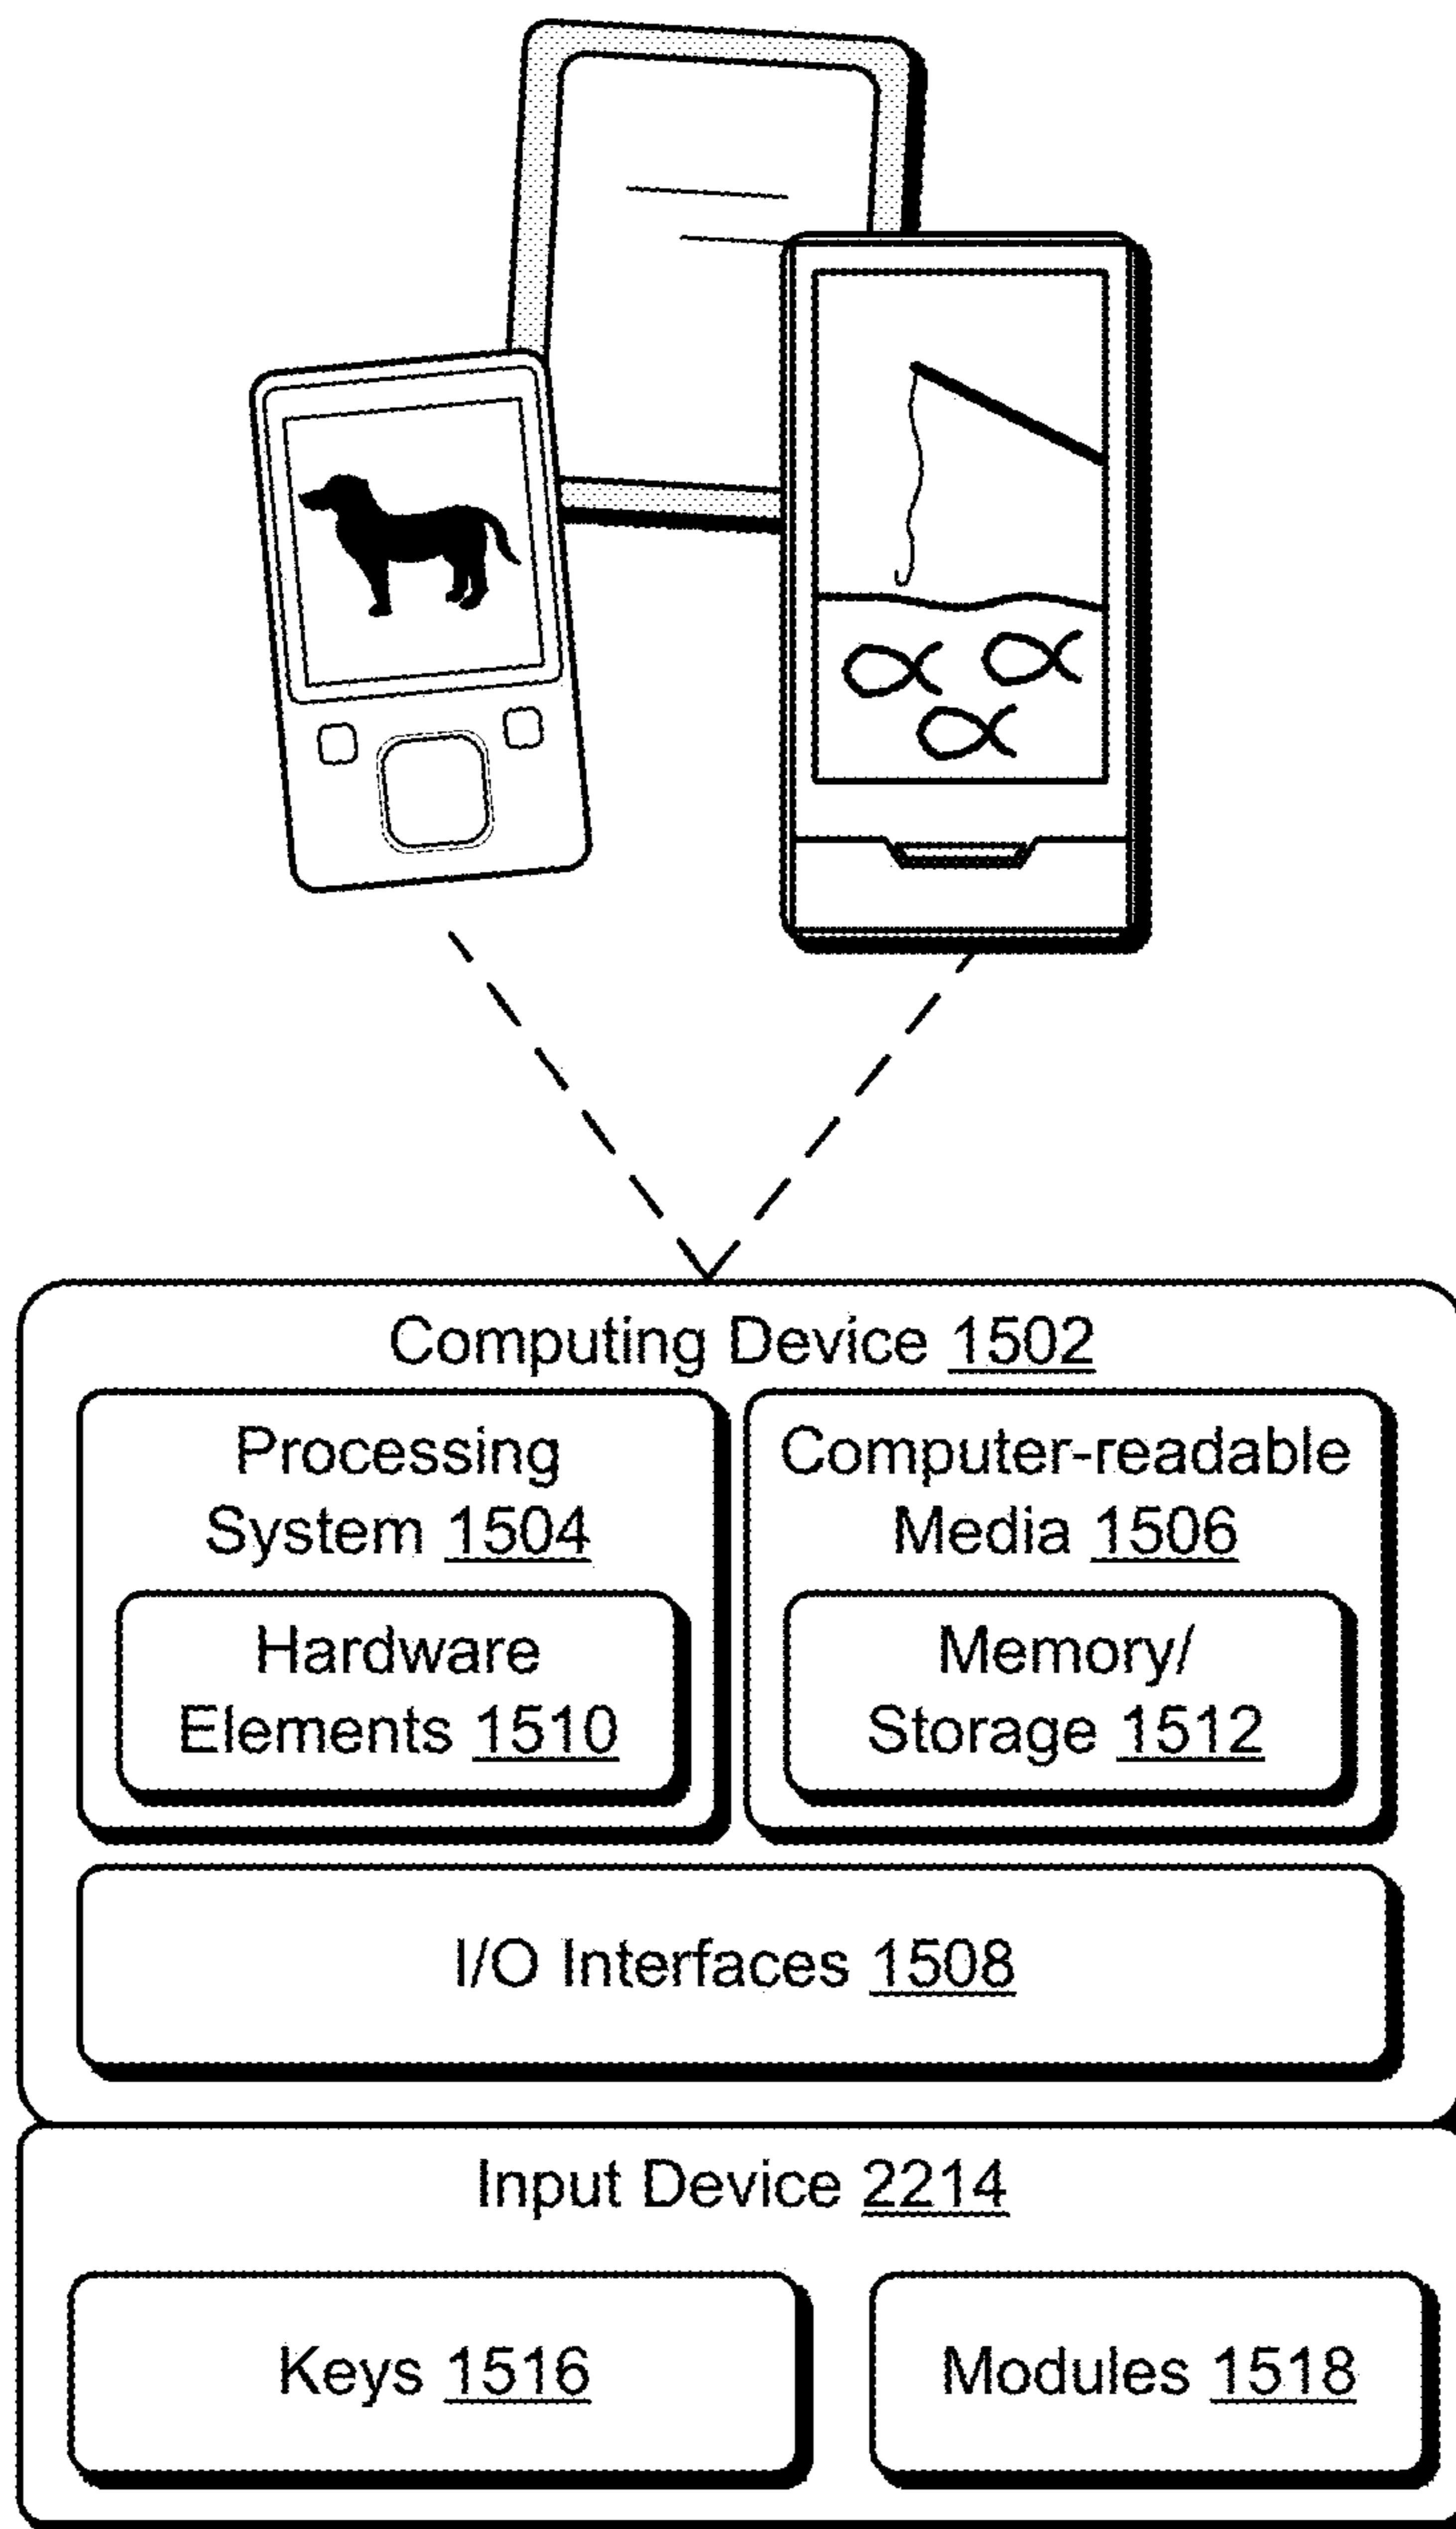 Computing Device 1502
Processing
System 1504
Hardware
Elements 1510
Computer-readable
Media 1506
Memory/
Storage 1512
I/O Interfaces 1508
Input Device 2214
Keys 1516
Modules 1518